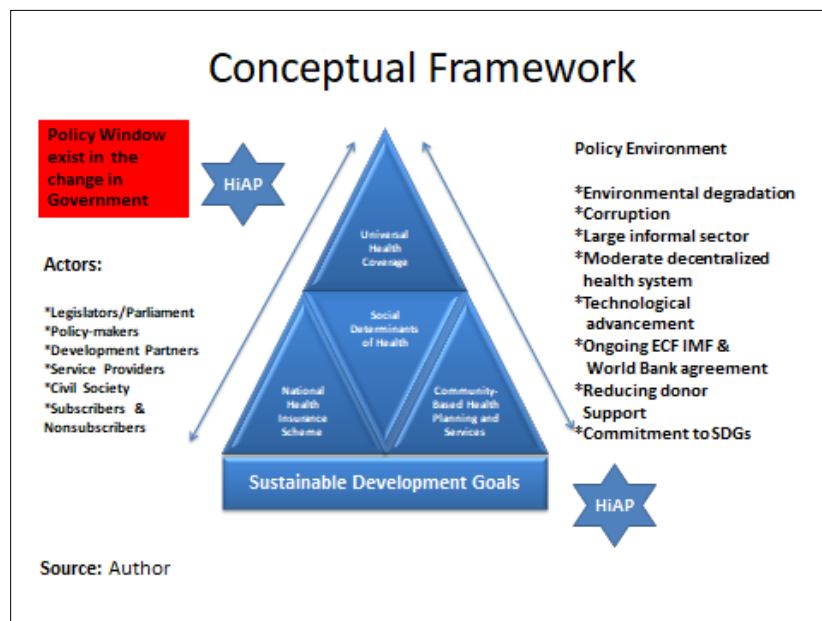 Conceptual Framework
Policy Window
exist in the
change in
Government
HiAP
Actors:
*Legislators/Parliament
*Policy-makers
*Development Partners
*Service Providers
*Civil Society
*Subscribers &
Nonsubscribers
Universal
Health
Coverage
Social
Determinants
of Health
National
Health
Insurance
Scheme
Community-
Based Health
Planning and
Services
Sustainable Development Goals
Policy Environment
*Environmental degradation
*Corruption
*Large informal sector
*Moderate decentralized
health system
*Technological
advancement
*Ongoing ECF IMF &
World Bank agreement
*Reducing donor
Support
*Commitment to SDGs
HiAP
Source: Author